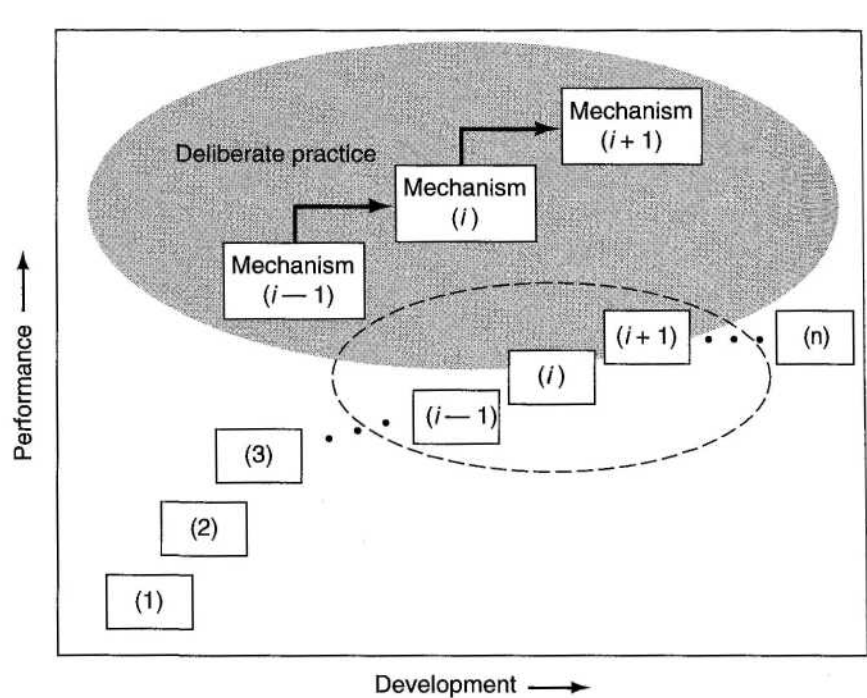 Mechanism
(i + 1)
Deliberate practice
Mechanism
(i)
Mechanism
(i — 1)
(i + 1)
(n)
(i)
(i — 1)
(3)
(2)
(1)
Performance
Development